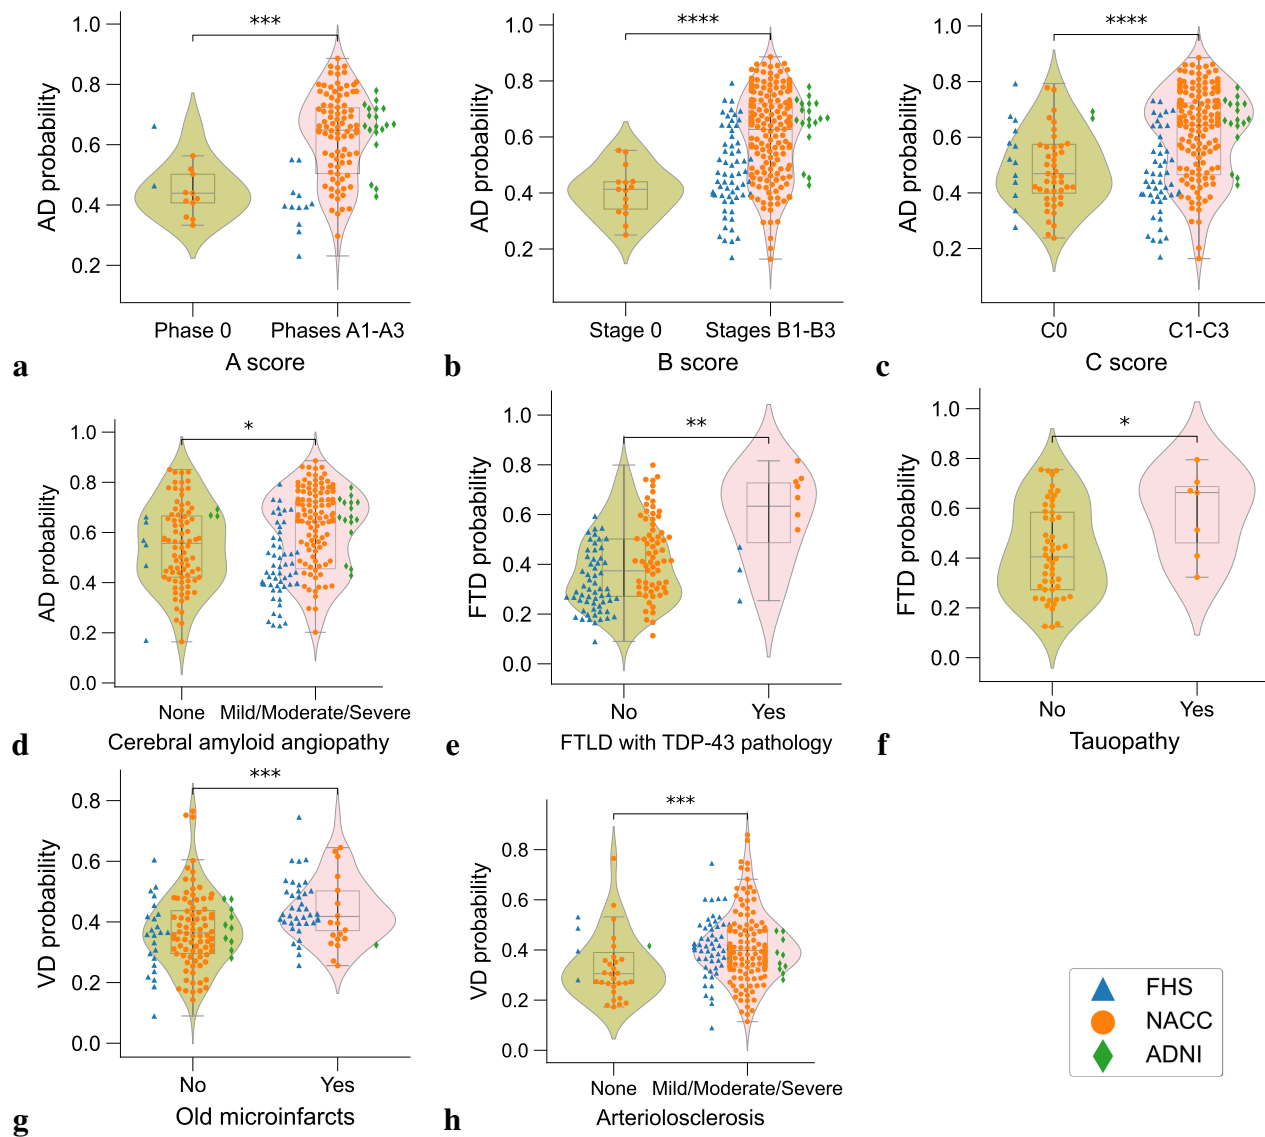 ***
1.0
0.8
0.6
0.4
0.2
AD probability
Phase 0
Phases A1-A3
A score
a
****
1.0
0.8
0.6
0.4
0.2
AD probability
Stage 0
Stages B1-B3
B score
b
****
1.0
0.8
0.6
0.4
0.2
AD probability
C0
C1-C3
C score
c
*
1.0
0.8
0.6
0.4
0.2
0.0
AD probability
None
Mild/Moderate/Severe
Cerebral amyloid angiopathy
d
**
1.0
0.8
0.6
0.4
0.2
0.0
FTD probability
No
Yes
FTLD with TDP-43 pathology
e
*
1.0
0.8
0.6
0.4
0.2
0.0
FTD probability
No
Yes
Tauopathy
f
***
0.8
0.6
0.4
0.2
0.0
VD probability
No
Yes
Old microinfarcts
g
***
0.8
0.6
0.4
0.2
0.0
VD probability
None
Mild/Moderate/Severe
Arteriolosclerosis
h
FHS
NACC
ADNI